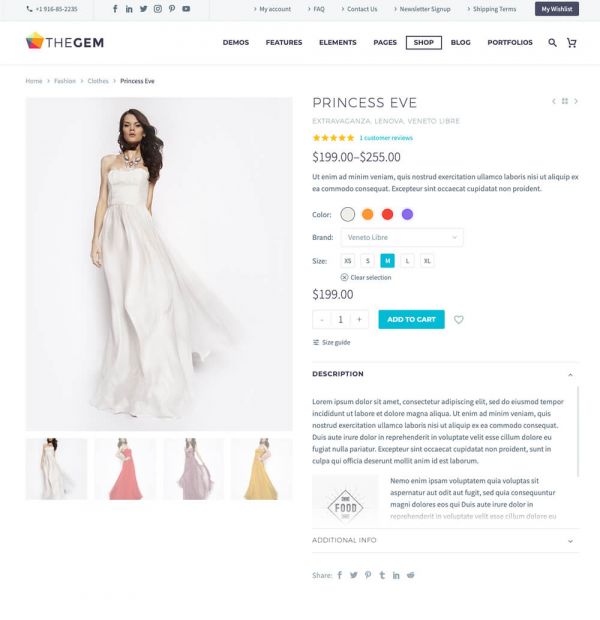 +1 916-85-2235
My account
FAQ
Contact Us
Newsletter Signup
Shipping Terms
My Wishlist
THEGEM
DEMOS FEATURES ELEMENTS PAGES SHOP BLOG PORTFOLIOS
Home > Fashion > Clothes > Princess Eve
PRINCESS EVE
EXTRAVAGANZA, LENOVA, VENETO LIBRE
1 customer reviews
$199.00–$255.00
Ut enim ad minim veniam, quis nostrud exercitation ullamco laboris nisi ut aliquip ex
ea commodo consequat. Excepteur sint occaecat cupidatat non proident.
Color:
Brand: Veneto Libre
Size: XS S M L XL
Clear selection
$199.00
- 1 + ADD TO CART
Size guide
DESCRIPTION
Lorem ipsum dolor sit amet, consectetur adipiscing elit, sed do eiusmod tempor
incididunt ut labore et dolore magna aliqua. Ut enim ad minim veniam, quis
nostrud exercitation ullamco laboris nisi ut aliquip ex ea commodo consequat.
Duis aute irure dolor in reprehenderit in voluptate velit esse cillum dolore eu
fugiat nulla pariatur. Excepteur sint occaecat cupidatat non proident, sunt in
culpa qui officia deserunt mollit anim id est laborum.
FOOD
Nemo enim ipsam voluptatem quia voluptas sit
aspernatur aut odit aut fugit, sed quia consequuntur
magni dolores eos qui Duis aute irure dolor in
reprehenderit in voluptate velit esse cillum dolore eu
ADDITIONAL INFO
Share: